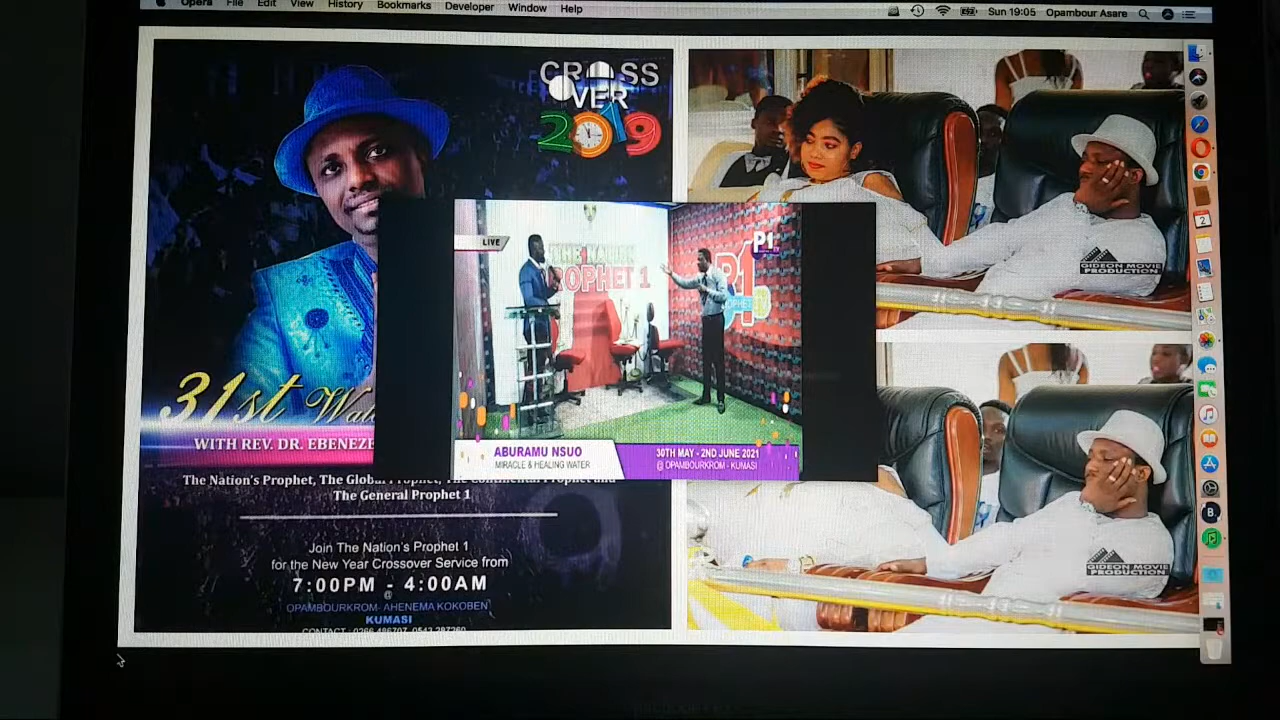 Opera File Edit View History Bookmarks Developer Window Help
Sun 19:05 Opambour Asare
CROSS
OVER
2019
31st
WITH REV. DR. EBENEZE
The Nation's Prophet, The Global Prophet, The Continental Prophet and
The General Prophet 1
Join The Nation's Prophet 1
for the New Year Crossover Service from
7:00PM - 4:00AM
@
OPAMBOURKROM- AHENEMA KOKOBEN
KUMASI
LIVE
THE NATION
PROPHET 1
P1
ABURAMU NSUO
MIRACLE & HEALING WATER
30TH MAY - 2ND JUNE 2021
@ OPAMBOURKROM - KUMASI
GIDEON MOVIE
PRODUCTION
GIDEON MOVIE
PRODUCTION
2